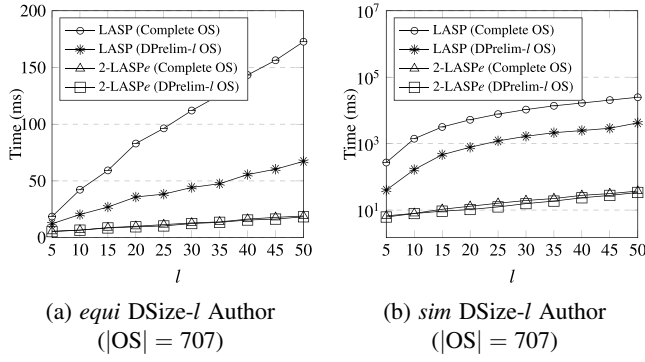 200
150
100
50
0
Time (ms)
LASP (Complete OS)
LASP (DPrelim-l OS)
2-LASPe (Complete OS)
2-LASPe (DPrelim-l OS)
5 10 15 20 25 30 35 40 45 50
l
(a) equi DSize-l Author
(|OS| = 707)
10^7
10^5
10^3
10^1
Time (ms)
LASP (Complete OS)
LASP (DPrelim-l OS)
2-LASPe (Complete OS)
2-LASPe (DPrelim-l OS)
5 10 15 20 25 30 35 40 45 50
l
(b) sim DSize-l Author
(|OS| = 707)